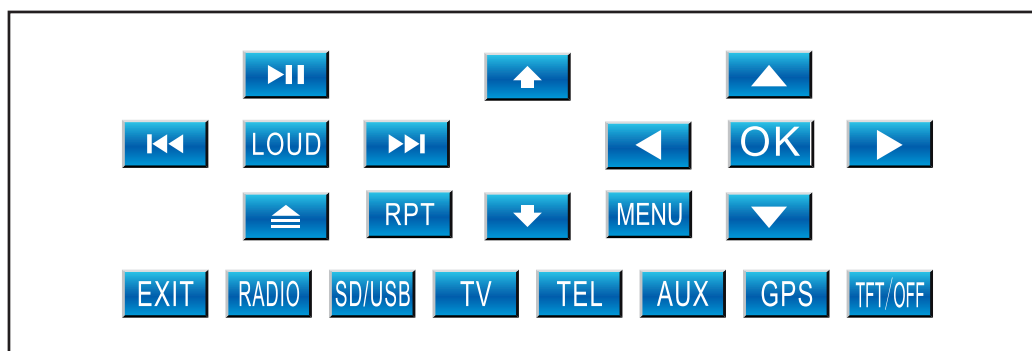 LOUD OK
RPT MENU
EXIT RADIO SD/USB TV TEL AUX GPS TFT/OFF